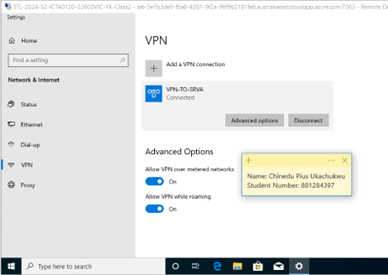 STL-2024-S2-ICT40120-22603VIC-YK-Class2 - lab-5e7b3de0-f0a8-4281-9f2a-96f9b2181fe0.australiaeast.cloudapp.azure.com:7063 - Remote De
Settings
Home
Find a setting
Network & Internet
Status
Ethernet
Dial-up
VPN
Proxy
VPN
Add a VPN connection
VPN-TO-SRVA
Connected
Advanced options
Disconnect
Advanced Options
Allow VPN over metered networks
On
Allow VPN while roaming
On
Name: Chinedu Pius Ukachukwu
Student Number: 881284397
Type here to search